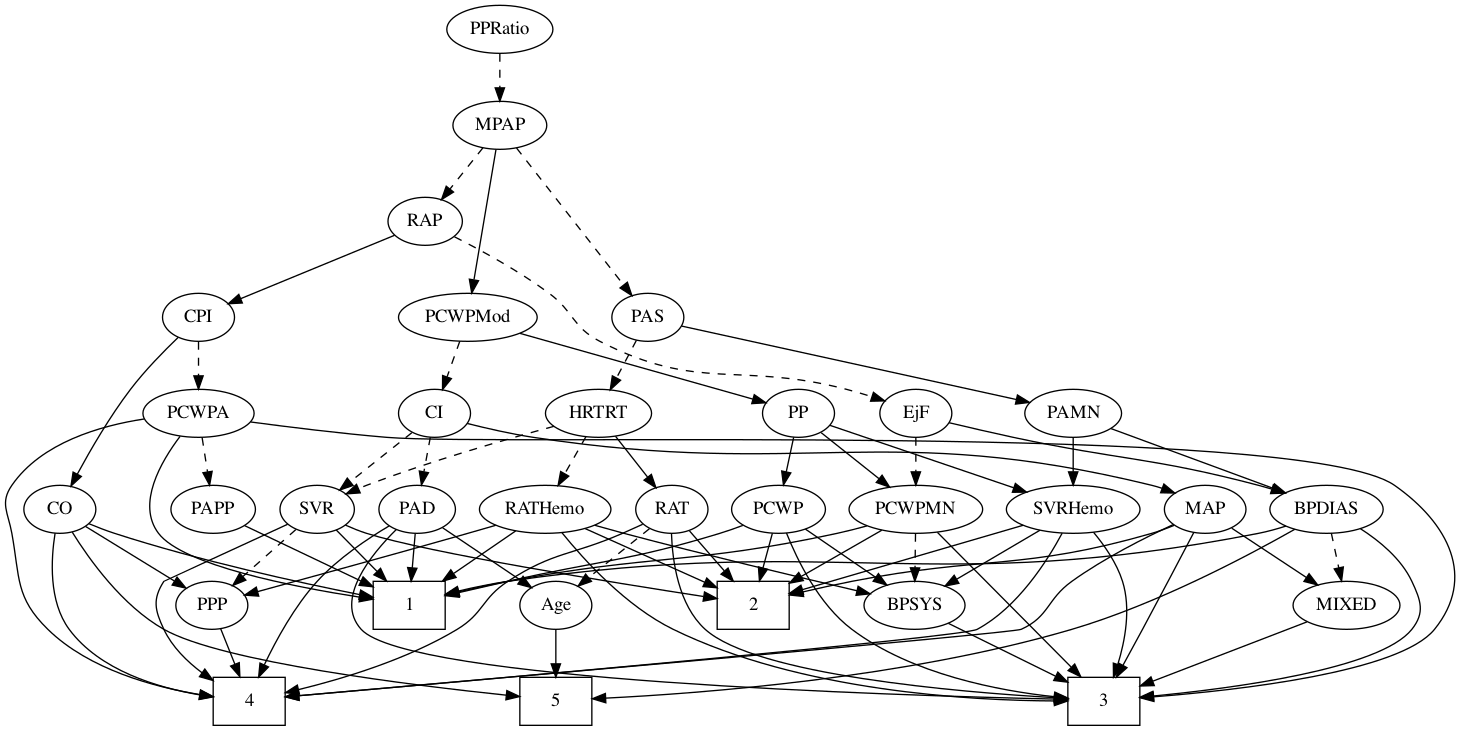 PPRatio
MPAP
RAP
CPI
PCWPMod
PAS
PCWPA
CI
HRTRT
PP
EjF
PAMN
CO
PAPP
SVR
PAD
RATHemo
RAT
PCWP
PCWPMN
SVRHemo
MAP
BPDIAS
PPP
1
Age
2
BPSYS
MIXED
4
5
3